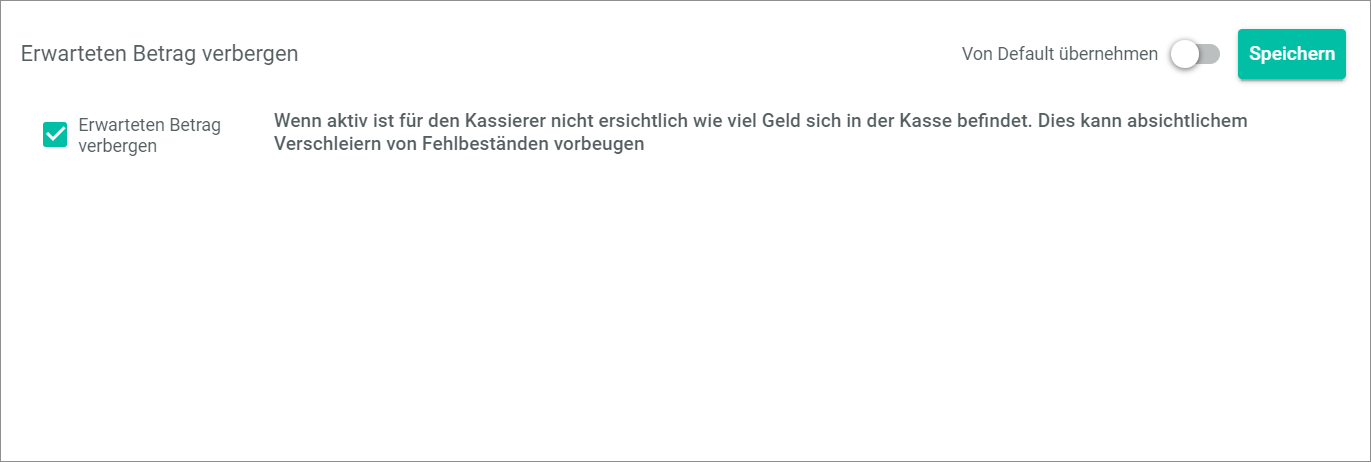 Erwarteten Betrag verbergen
Von Default übernehmen
Speichern
Erwarteten Betrag
verbergen
Wenn aktiv ist für den Kassierer nicht ersichtlich wie viel Geld sich in der Kasse befindet. Dies kann absichtlichem
Verschleiern von Fehlbeständen vorbeugen